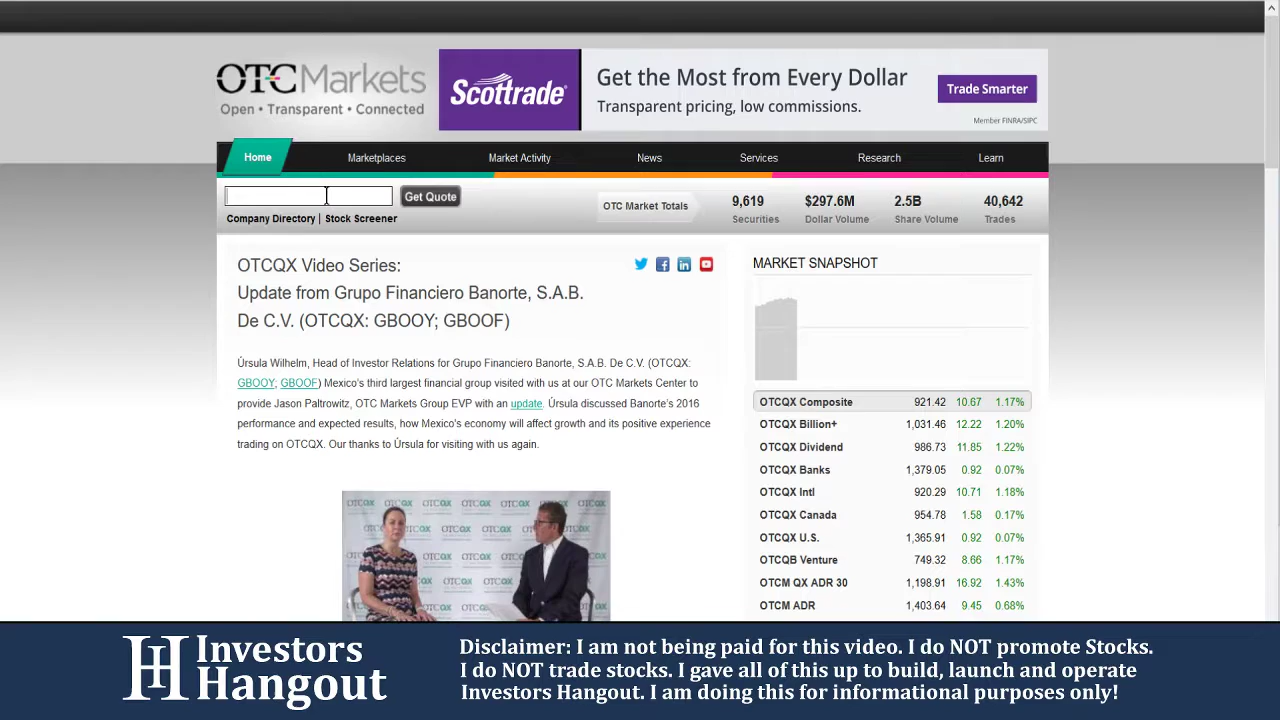 OTC Markets
Open • Transparent • Connected
Scottrade
Get the Most from Every Dollar
Transparent pricing, low commissions.
Trade Smarter
Member FINRA/SIPC
Home
Marketplaces
Market Activity
News
Services
Research
Learn
Get Quote
Company Directory | Stock Screener
OTC Market Totals
9,619
Securities
$297.6M
Dollar Volume
2.5B
Share Volume
40,642
Trades
OTCQX Video Series:
Update from Grupo Financiero Banorte, S.A.B.
De C.V. (OTCQX: GBOOY; GBOOF)
Úrsula Wilhelm, Head of Investor Relations for Grupo Financiero Banorte, S.A.B. De C.V. (OTCQX:
GBOOY; GBOOF) Mexico's third largest financial group visited with us at our OTC Markets Center to
provide Jason Paltrowitz, OTC Markets Group EVP with an update. Úrsula discussed Banorte's 2016
performance and expected results, how Mexico's economy will affect growth and its positive experience
trading on OTCQX. Our thanks to Úrsula for visiting with us again.
MARKET SNAPSHOT
OTCQX Composite 921.42 10.67 1.17%
OTCQX Billion+ 1,031.46 12.22 1.20%
OTCQX Dividend 986.73 11.85 1.22%
OTCQX Banks 1,379.05 0.92 0.07%
OTCQX Intl 920.29 10.71 1.18%
OTCQX Canada 954.78 1.58 0.17%
OTCQX U.S. 1,365.91 0.92 0.07%
OTCQB Venture 749.32 8.66 1.17%
OTCM QX ADR 30 1,198.91 16.92 1.43%
OTCM ADR 1,403.64 9.45 0.68%
Investors
Hangout
Disclaimer: I am not being paid for this video. I do NOT promote Stocks.
I do NOT trade stocks. I gave all of this up to build, launch and operate
Investors Hangout. I am doing this for informational purposes only!